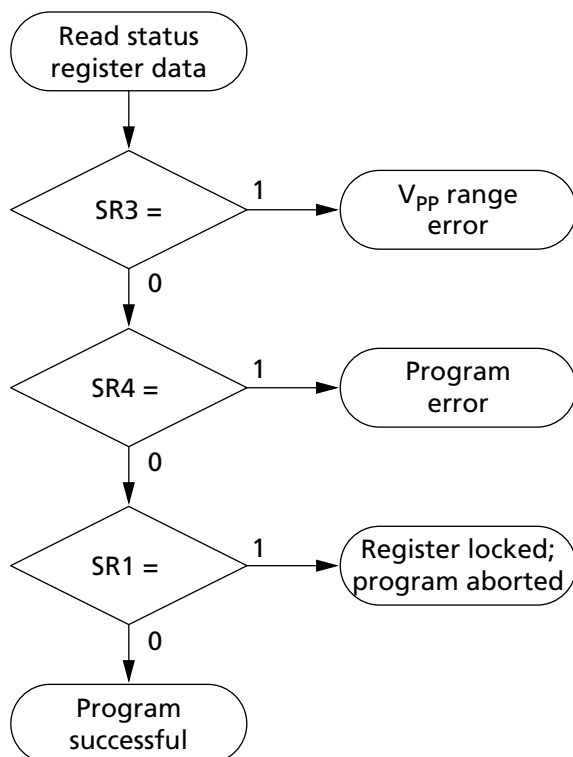 Read status
register data
SR3 =
1
V_PP range
error
0
SR4 =
1
Program
error
0
SR1 =
1
Register locked;
program aborted
0
Program
successful